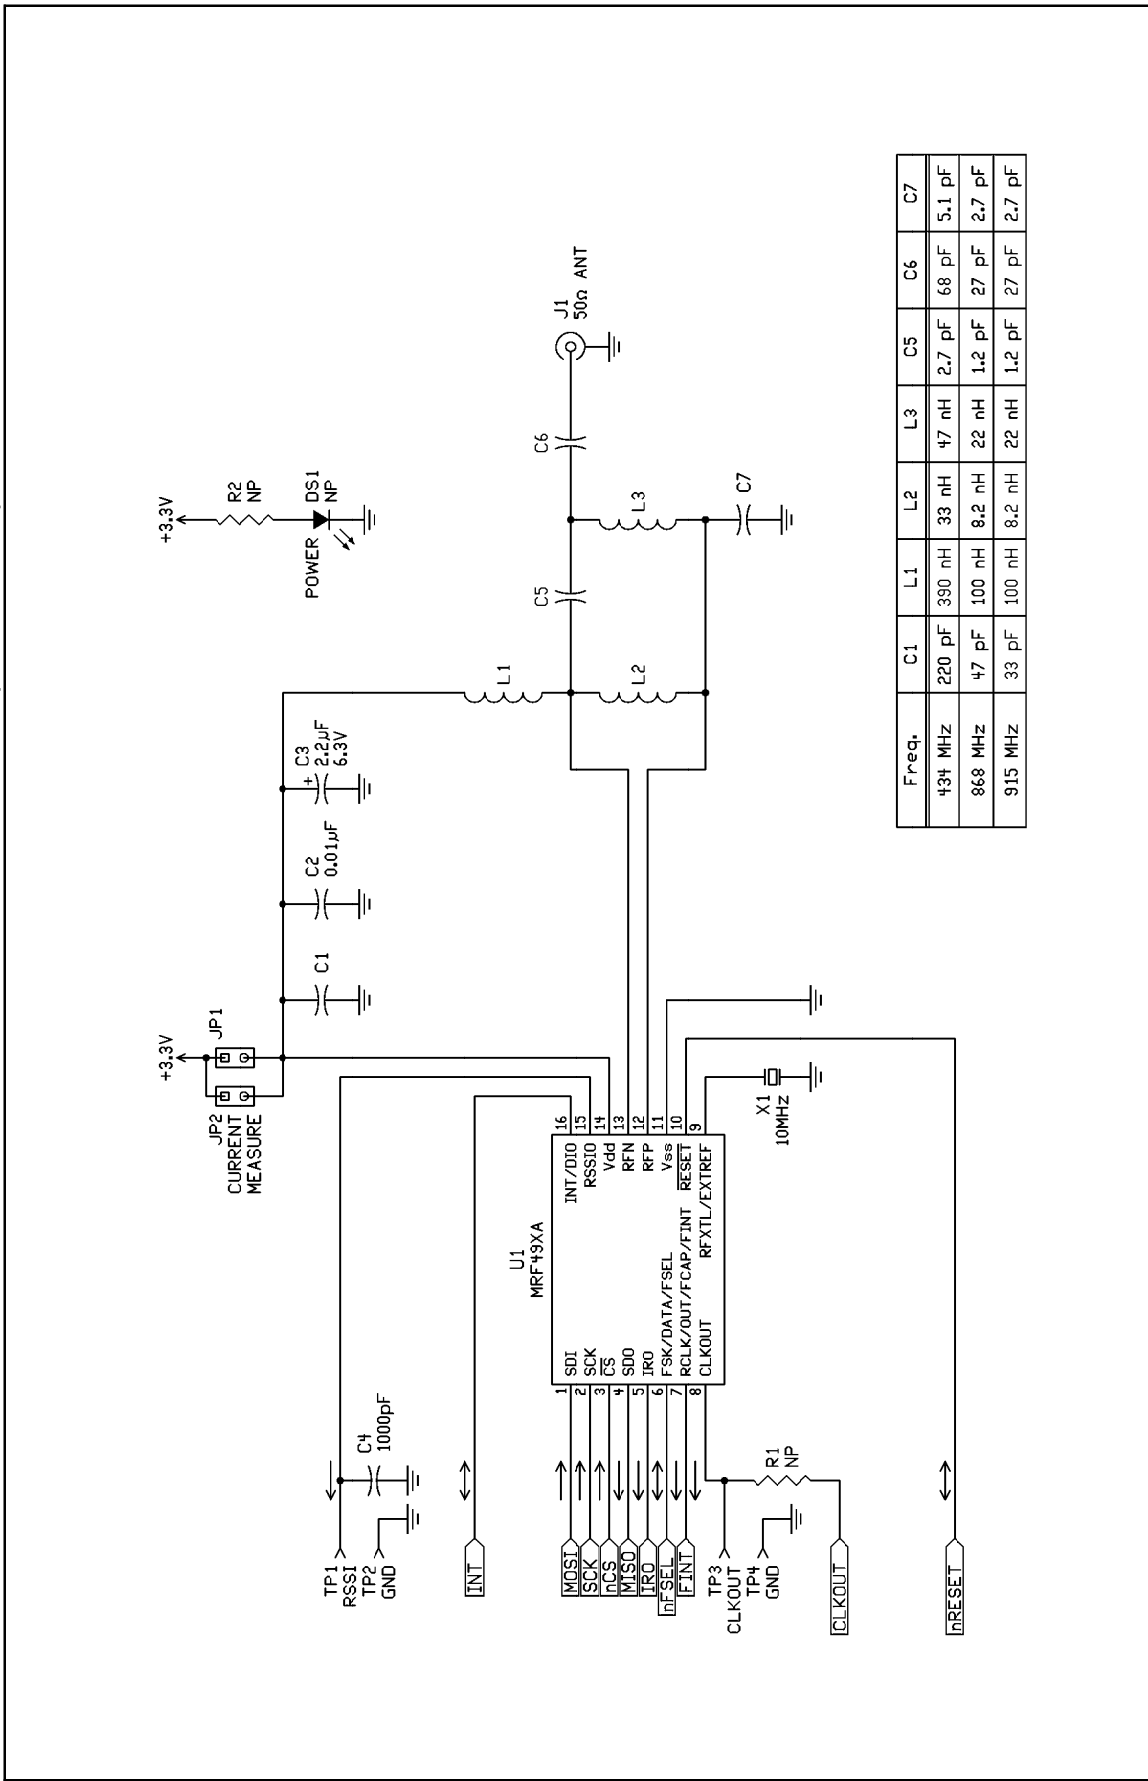 +3.3V
R2
NP
POWER
DS1
NP
+3.3V
JP1
JP2
CURRENT
MEASURE
C1
C2
0.01µF
C3
+
2.2µF
6.3V
L1
L2
L3
C5
C6
C7
J1
50Ω ANT
TP1
RSSI
TP2
GND
C4
1000pF
INT
MOSI
SCK
nCS
MISO
IRO
nFSEL
FINT
TP3
CLKOUT
TP4
GND
R1
NP
CLKOUT
nRESET
U1
MRF49XA
1 SDI
2 SCK
3 CS
4 SDO
5 IRO
6 FSK/DATA/FSEL
7 RCLK/OUT/FCAP/FINT
8 CLKOUT
INT/DIO 16
RSSIO 15
Vdd 14
RFN 13
RFP 12
Vss 11
RESET 10
RFXTL/EXTREF 9
X1
10MHz
Freq. C1 L1 L2 L3 C5 C6 C7
434 MHz 220 pF 390 nH 33 nH 47 nH 2.7 pF 68 pF 5.1 pF
868 MHz 47 pF 100 nH 8.2 nH 22 nH 1.2 pF 27 pF 2.7 pF
915 MHz 33 pF 100 nH 8.2 nH 22 nH 1.2 pF 27 pF 2.7 pF